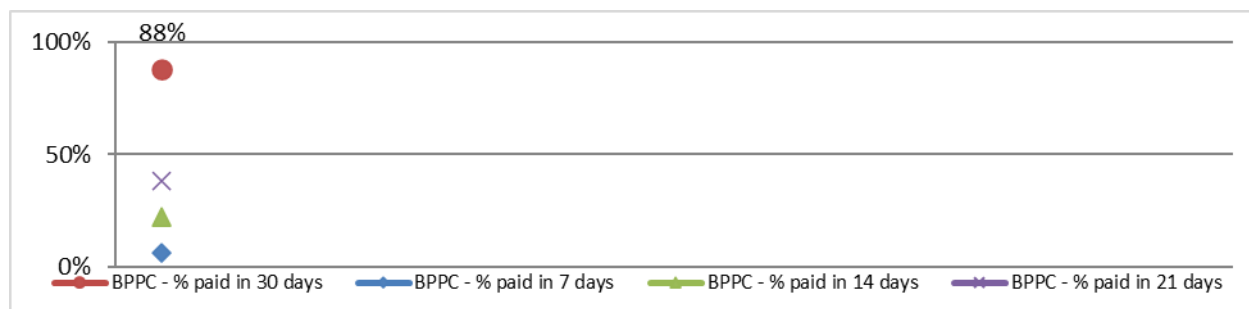 88%
100%
50%
0%
BPPC - % paid in 30 days BPPC - % paid in 7 days BPPC - % paid in 14 days BPPC - % paid in 21 days